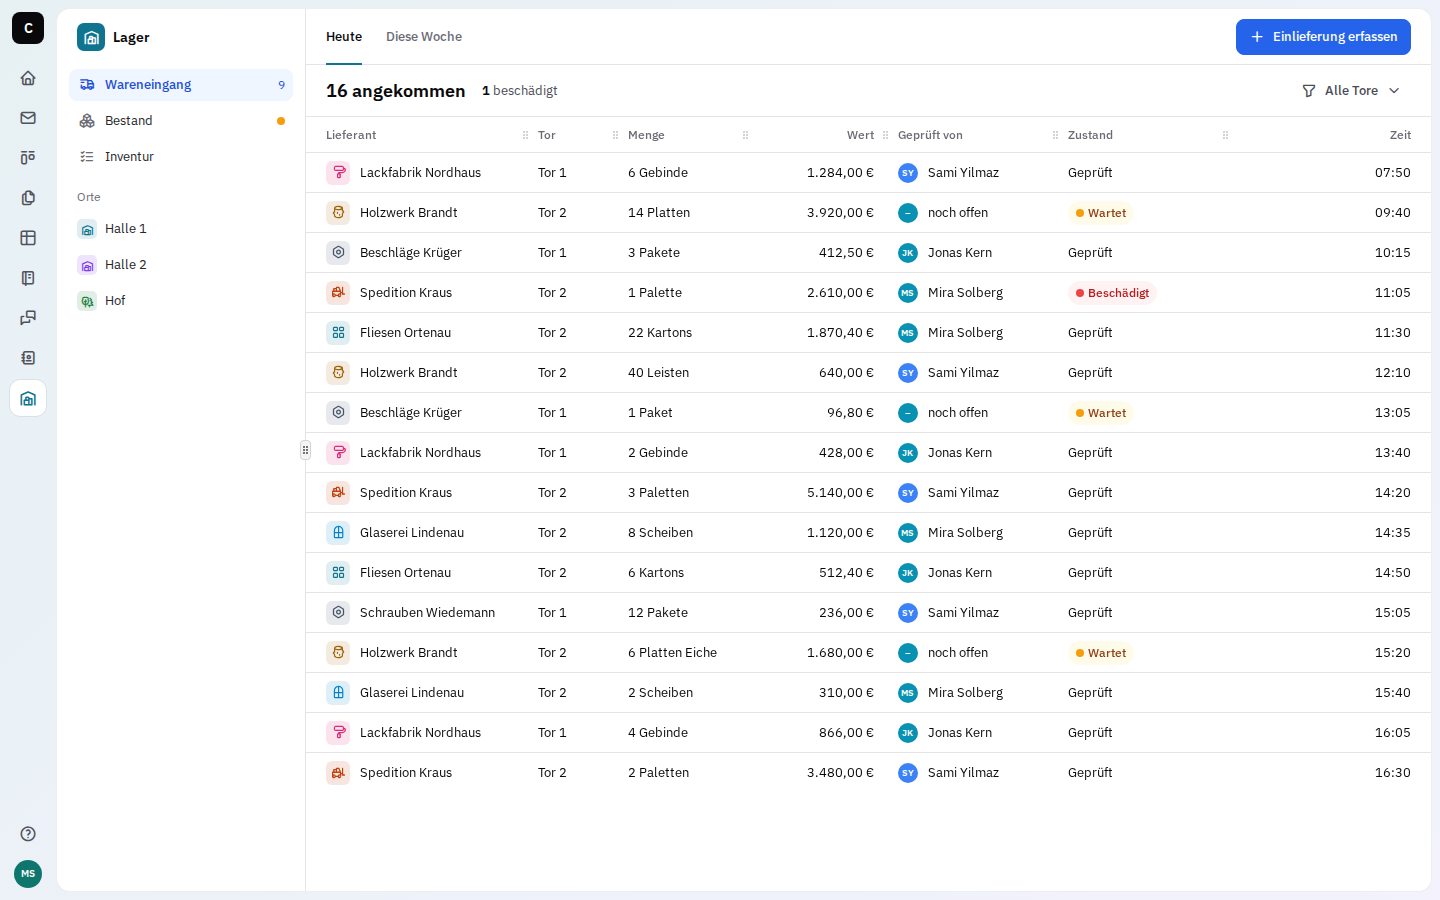 C
Lager
Heute
Diese Woche
Einlieferung erfassen
Wareneingang 9
Bestand
Inventur
Orte
Halle 1
Halle 2
Hof
16 angekommen 1 beschädigt
Alle Tore
Lieferant Tor Menge Wert Geprüft von Zustand Zeit
Lackfabrik Nordhaus Tor 1 6 Gebinde 1.284,00 € SY Sami Yilmaz Geprüft 07:50
Holzwerk Brandt Tor 2 14 Platten 3.920,00 € – noch offen Wartet 09:40
Beschläge Krüger Tor 1 3 Pakete 412,50 € JK Jonas Kern Geprüft 10:15
Spedition Kraus Tor 2 1 Palette 2.610,00 € MS Mira Solberg Beschädigt 11:05
Fliesen Ortenau Tor 2 22 Kartons 1.870,40 € MS Mira Solberg Geprüft 11:30
Holzwerk Brandt Tor 2 40 Leisten 640,00 € SY Sami Yilmaz Geprüft 12:10
Beschläge Krüger Tor 1 1 Paket 96,80 € – noch offen Wartet 13:05
Lackfabrik Nordhaus Tor 1 2 Gebinde 428,00 € JK Jonas Kern Geprüft 13:40
Spedition Kraus Tor 2 3 Paletten 5.140,00 € SY Sami Yilmaz Geprüft 14:20
Glaserei Lindenau Tor 2 8 Scheiben 1.120,00 € MS Mira Solberg Geprüft 14:35
Fliesen Ortenau Tor 2 6 Kartons 512,40 € JK Jonas Kern Geprüft 14:50
Schrauben Wiedemann Tor 1 12 Pakete 236,00 € SY Sami Yilmaz Geprüft 15:05
Holzwerk Brandt Tor 2 6 Platten Eiche 1.680,00 € – noch offen Wartet 15:20
Glaserei Lindenau Tor 2 2 Scheiben 310,00 € MS Mira Solberg Geprüft 15:40
Lackfabrik Nordhaus Tor 1 4 Gebinde 866,00 € JK Jonas Kern Geprüft 16:05
Spedition Kraus Tor 2 2 Paletten 3.480,00 € SY Sami Yilmaz Geprüft 16:30
MS